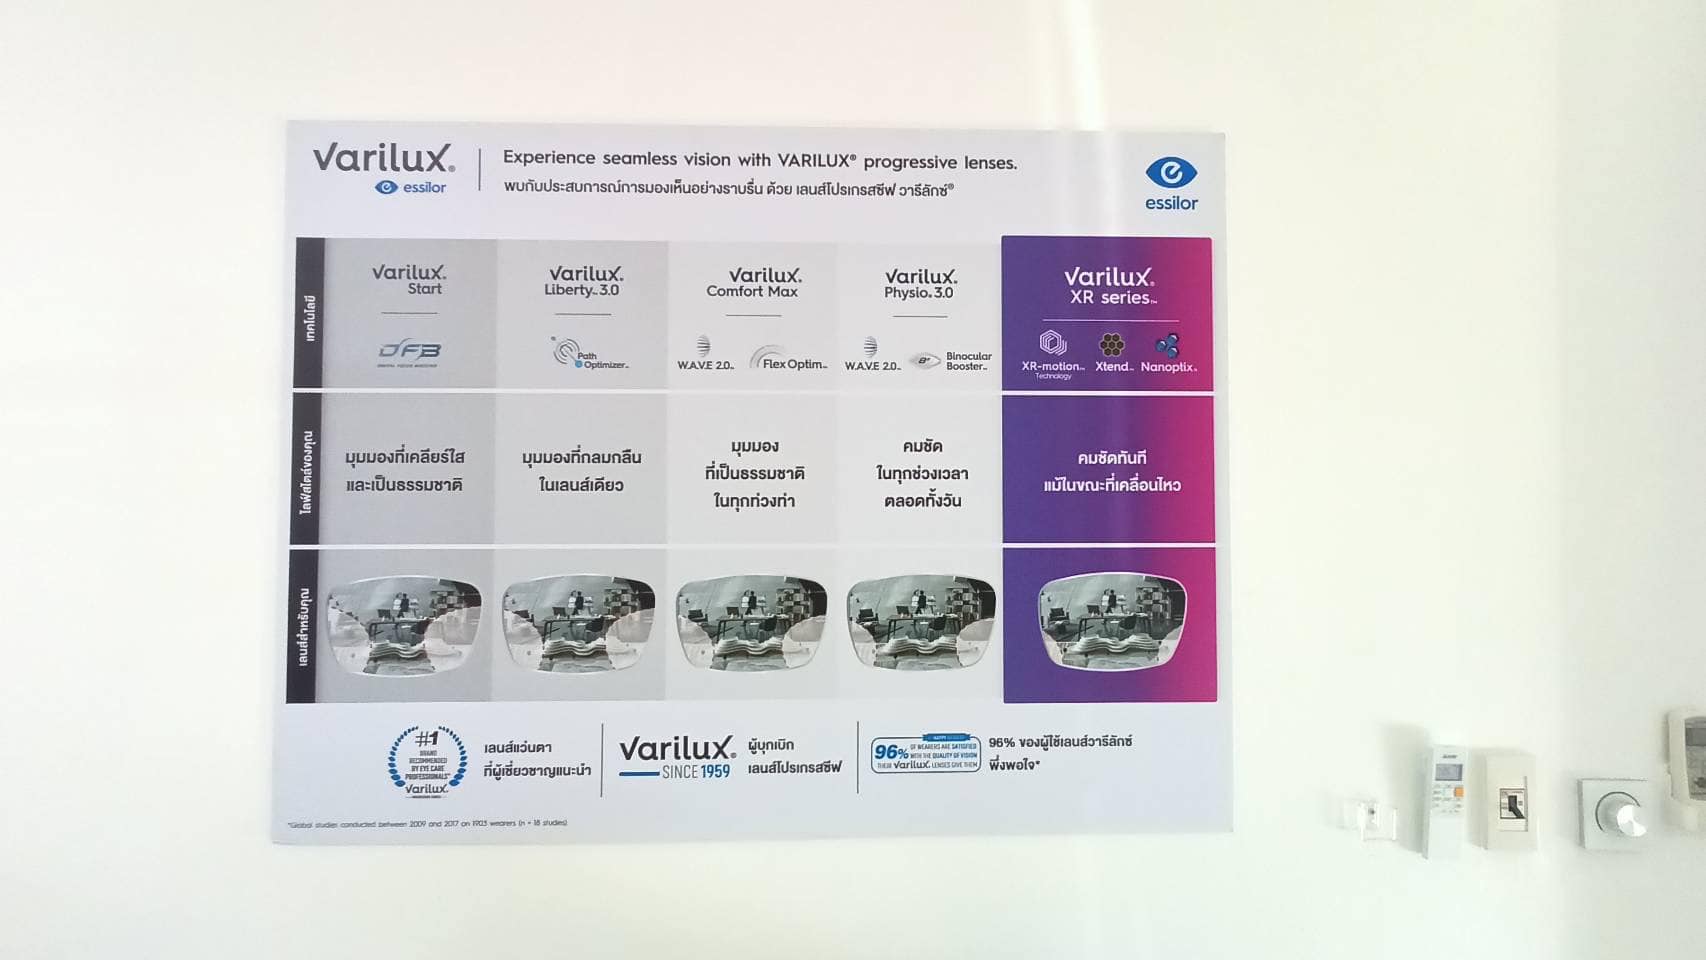 Varilux®
essilor
Experience seamless vision with VARILUX® progressive lenses.
พบกับประสบการณ์การมองเห็นอย่างราบรื่น ด้วย เลนส์โปรเกรสซีฟ วารีลักซ์®
essilor
เทคโนโลยี
Varilux®
Start
DFB
Varilux®
Liberty™ 3.0
Path
Optimizer™
Varilux®
Comfort Max
W.A.V.E 2.0™
Flex Optim™
Varilux®
Physio® 3.0
W.A.V.E 2.0™
Binocular
Booster™
Varilux®
XR series™
XR-motion™
Technology
Xtend™
Nanoptix®
ไลฟ์สไตล์ของคุณ
มุมมองที่เคลียร์ใส
และเป็นธรรมชาติ
มุมมองที่กลมกลืน
ในเลนส์เดียว
มุมมอง
ที่เป็นธรรมชาติ
ในทุกท่วงท่า
คมชัด
ในทุกช่วงเวลา
ตลอดทั้งวัน
คมชัดทันที
แม้ในขณะที่เคลื่อนไหว
เลนส์สำหรับคุณ
#1
BRAND
RECOMMENDED
BY EYE CARE
PROFESSIONALS*
Varilux®
เลนส์แว่นตา
ที่ผู้เชี่ยวชาญแนะนำ
Varilux®
SINCE 1959
ผู้บุกเบิก
เลนส์โปรเกรสซีฟ
96% OF WEARERS ARE SATISFIED
WITH THE QUALITY OF VISION
THEIR Varilux® LENSES GIVE THEM
96% ของผู้ใช้เลนส์วารีลักซ์
พึงพอใจ*
*Global studies conducted between 2009 and 2017 on 1903 wearers (n = 18 studies).